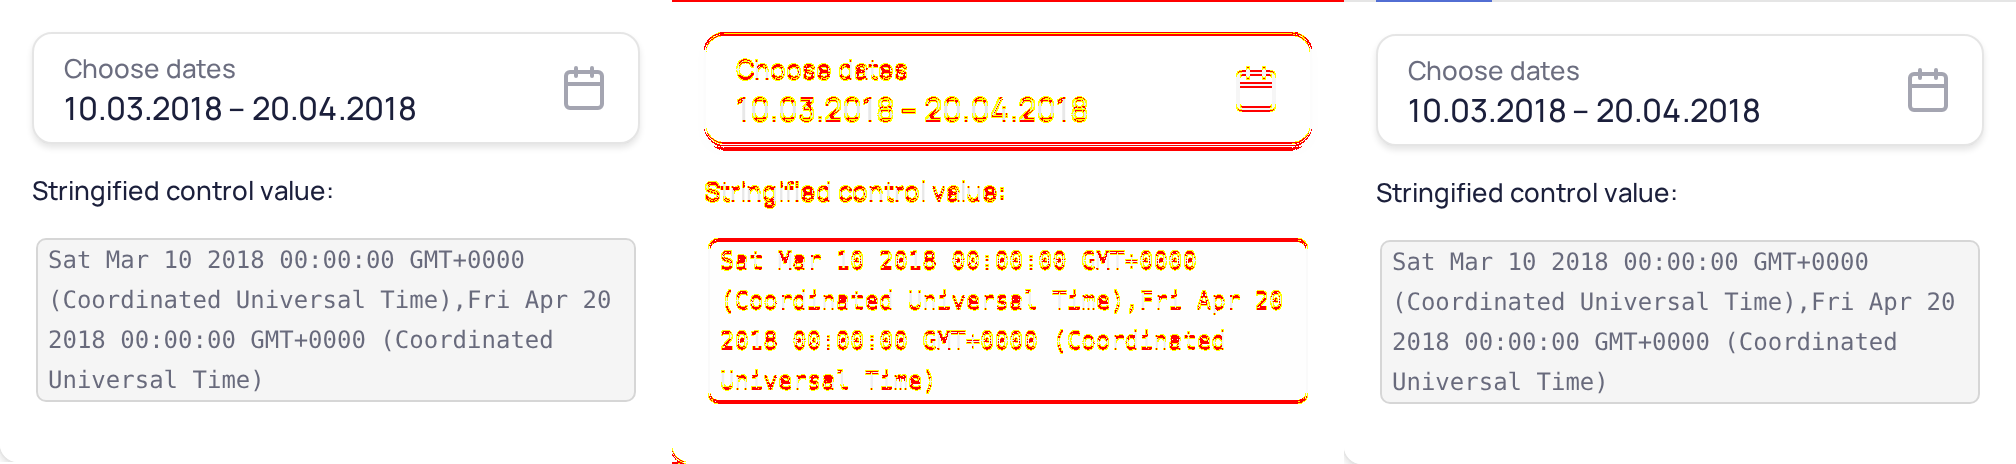 Choose dates
10.03.2018 – 20.04.2018
Stringified control value:
Sat Mar 10 2018 00:00:00 GMT+0000
(Coordinated Universal Time),Fri Apr 20
2018 00:00:00 GMT+0000 (Coordinated
Universal Time)
Choose dates
10.03.2018 – 20.04.2018
Stringified control value:
Sat Mar 10 2018 00:00:00 GMT+0000
(Coordinated Universal Time),Fri Apr 20
2018 00:00:00 GMT+0000 (Coordinated
Universal Time)
Choose dates
10.03.2018 – 20.04.2018
Stringified control value:
Sat Mar 10 2018 00:00:00 GMT+0000
(Coordinated Universal Time),Fri Apr 20
2018 00:00:00 GMT+0000 (Coordinated
Universal Time)